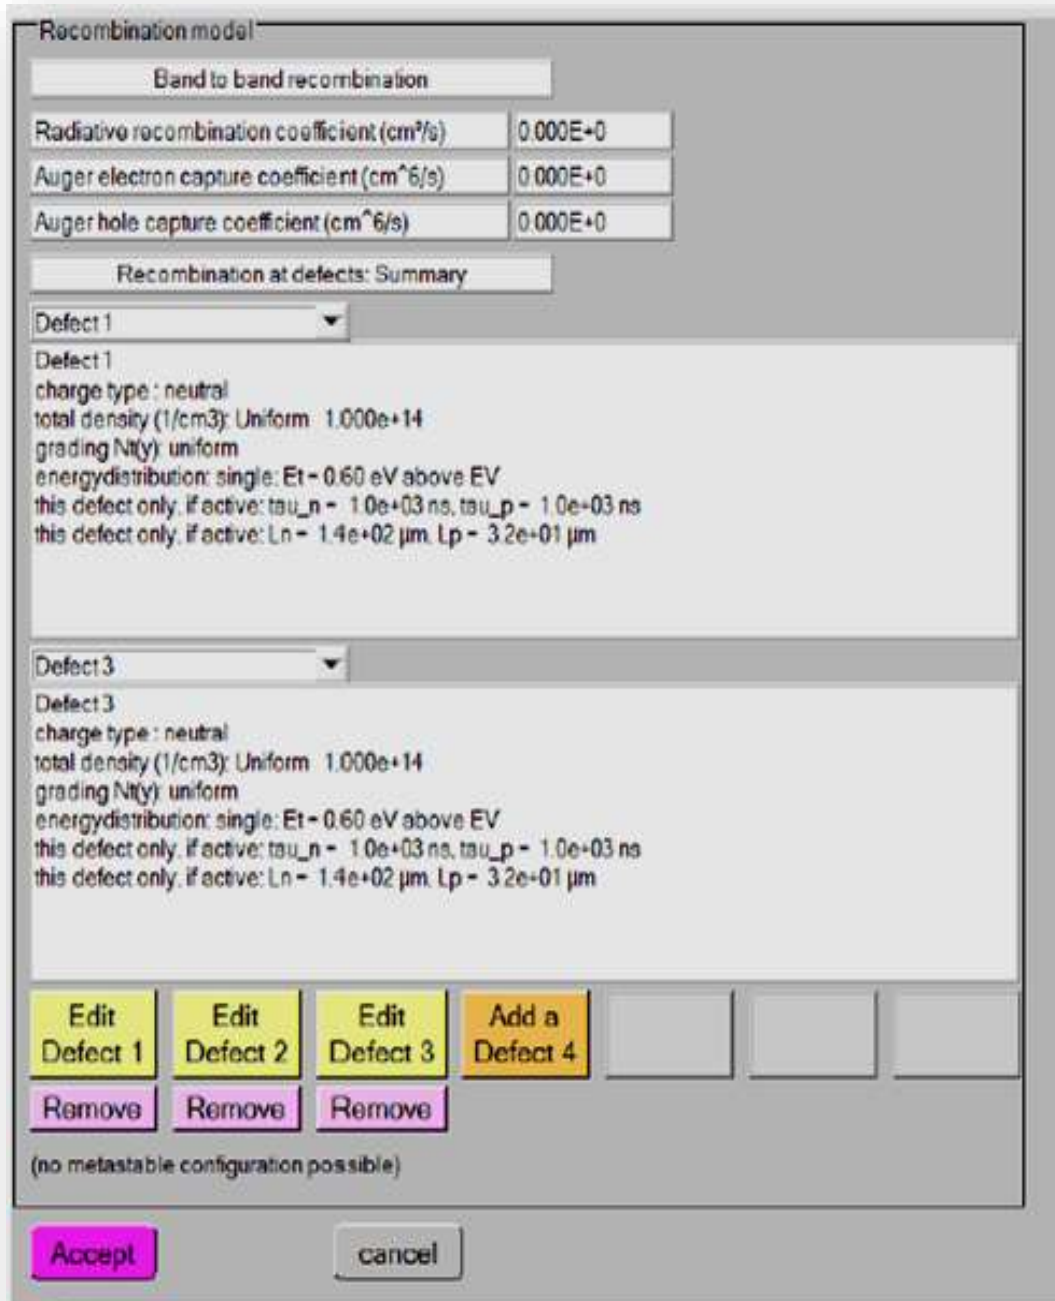 Recombination model
Band to band recombination
Radiative recombination coefficient (cm³/s) 0.000E+0
Auger electron capture coefficient (cm^6/s) 0.000E+0
Auger hole capture coefficient (cm^6/s) 0.000E+0
Recombination at defects: Summary
Defect 1
Defect 1
charge type : neutral
total density (1/cm3): Uniform 1.000e+14
grading Nt(y): uniform
energydistribution: single; Et = 0.60 eV above EV
this defect only, if active: tau_n = 1.0e+03 ns, tau_p = 1.0e+03 ns
this defect only, if active: Ln = 1.4e+02 µm, Lp = 3.2e+01 µm
Defect 3
Defect 3
charge type : neutral
total density (1/cm3): Uniform 1.000e+14
grading Nt(y): uniform
energydistribution: single; Et = 0.60 eV above EV
this defect only, if active: tau_n = 1.0e+03 ns, tau_p = 1.0e+03 ns
this defect only, if active: Ln = 1.4e+02 µm, Lp = 3.2e+01 µm
Edit Edit Edit Add a
Defect 1 Defect 2 Defect 3 Defect 4
Remove Remove Remove
(no metastable configuration possible)
Accept cancel